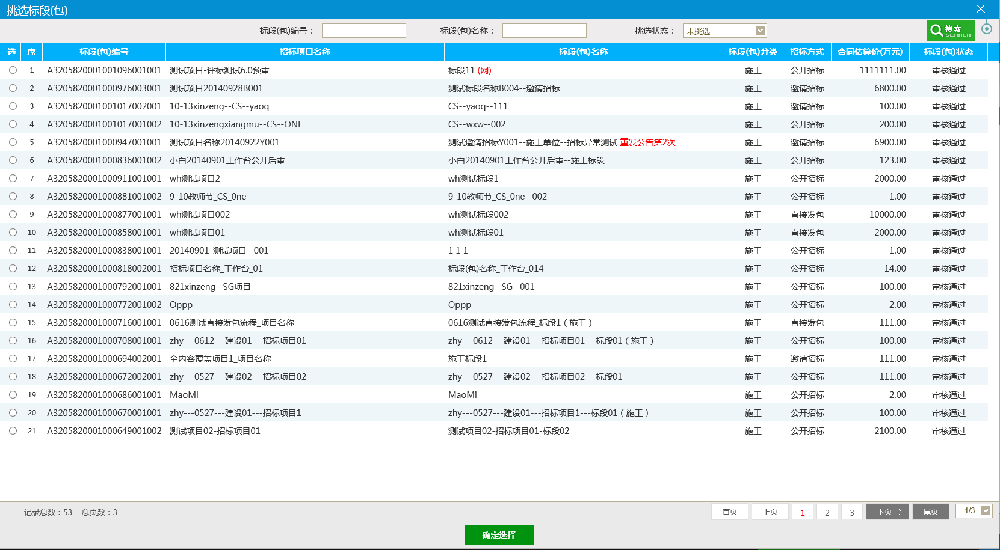 挑选标段(包)
标段(包)编号： 标段(包)名称： 挑选状态： 未挑选 搜索 SEARCH
选 序 标段(包)编号 招标项目名称 标段(包)名称 标段(包)分类 招标方式 合同估算价(万元) 标段(包)状态
1 A3205820001001096001001 测试项目-评标测试6.0预审 标段11 (网) 施工 公开招标 1111111.00 审核通过
2 A3205820001000976003001 测试项目20140928B001 测试标段名称B004--邀请招标 施工 邀请招标 6800.00 审核通过
3 A3205820001001017002001 10-13xinzeng--CS--yaoq CS--yaoq--111 施工 邀请招标 100.00 审核通过
4 A3205820001001017001002 10-13xinzengxiangmu--CS--ONE CS--wxw--002 施工 公开招标 200.00 审核通过
5 A3205820001000947001001 测试项目名称20140922Y001 测试邀请招标Y001--施工单位--招标异常测试 重发公告第2次 施工 邀请招标 6900.00 审核通过
6 A3205820001000836001002 小白20140901工作台公开后审 小白20140901工作台公开后审--施工标段 施工 公开招标 123.00 审核通过
7 A3205820001000911001001 wh测试项目2 wh测试标段1 施工 公开招标 2000.00 审核通过
8 A3205820001000881001002 9-10教师节_CS_0ne 9-10教师节_CS_0ne--002 施工 公开招标 1.00 审核通过
9 A3205820001000877001001 wh测试项目002 wh测试标段002 施工 直接发包 10000.00 审核通过
10 A3205820001000858001001 wh测试项目01 wh测试标段01 施工 直接发包 2000.00 审核通过
11 A3205820001000838001001 20140901-测试项目--001 1 1 1 施工 公开招标 1.00 审核通过
12 A3205820001000818002001 招标项目名称_工作台_01 标段(包)名称_工作台_014 施工 公开招标 14.00 审核通过
13 A3205820001000792001001 821xinzeng--SG项目 821xinzeng--SG--001 施工 公开招标 100.00 审核通过
14 A3205820001000772001002 Oppp Oppp 施工 公开招标 2.00 审核通过
15 A3205820001000716001001 0616测试直接发包流程_项目名称 0616测试直接发包流程_标段1（施工） 施工 直接发包 111.00 审核通过
16 A3205820001000708001001 zhy---0612---建设01---招标项目01 zhy---0612---建设01---招标项目01---标段01（施工） 施工 公开招标 100.00 审核通过
17 A3205820001000694002001 全内容覆盖项目1_项目名称 施工标段1 施工 邀请招标 111.00 审核通过
18 A3205820001000672002001 zhy---0527---建设02---招标项目02 zhy---0527---建设02---招标项目02---标段01 施工 公开招标 111.00 审核通过
19 A3205820001000686001001 MaoMi MaoMi 施工 公开招标 2.00 审核通过
20 A3205820001000670001001 zhy---0527---建设01---招标项目1 zhy---0527---建设01---招标项目1---标段01（施工） 施工 公开招标 100.00 审核通过
21 A3205820001000649001002 测试项目02-招标项目01 测试项目02-招标项目01-标段02 施工 公开招标 2100.00 审核通过
记录总数：53 总页数：3 首页 上页 1 2 3 下页 尾页 1/3
确定选择